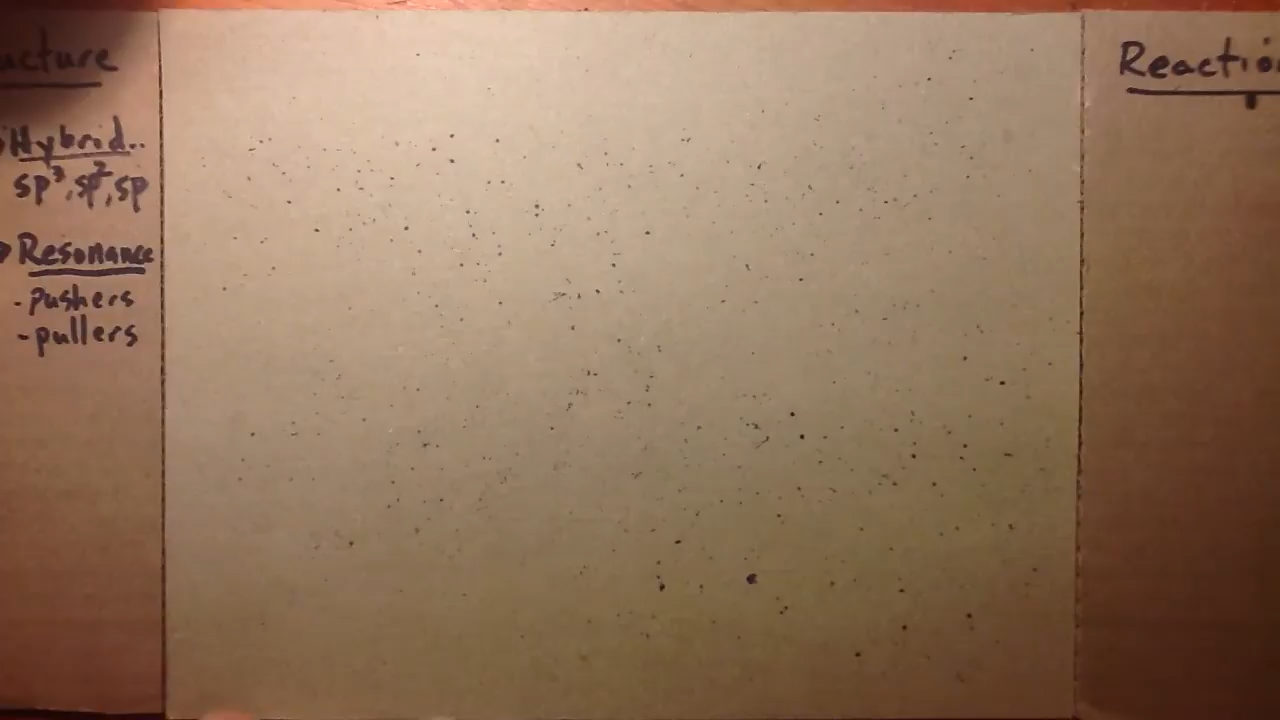 ucture
Hybrid..
sp³, sp², sp
Resonance
- pushers
- pullers
Reactio